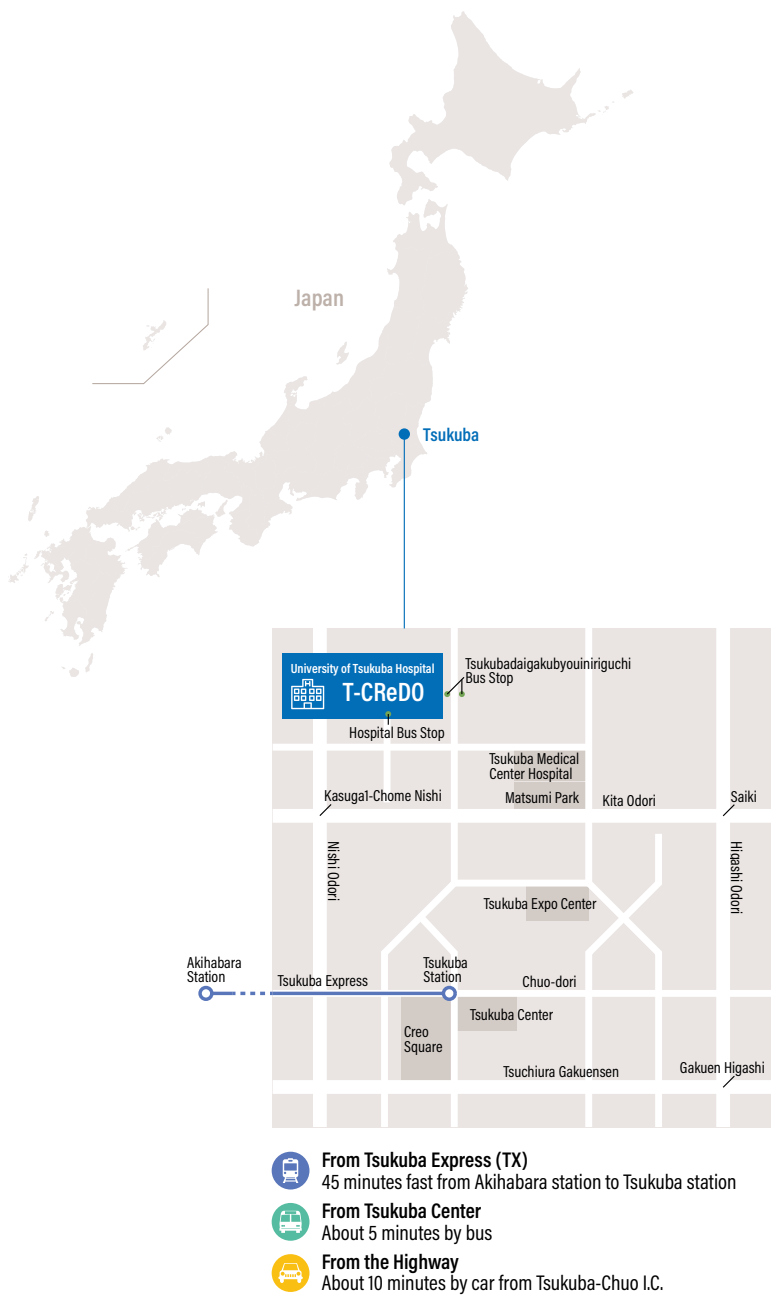 Japan
Tsukuba
University of Tsukuba Hospital
T-CReDO
Tsukubadaigakubyouiniriguchi
Bus Stop
Hospital Bus Stop
Tsukuba Medical
Center Hospital
Matsumi Park
Kasuga1-Chome Nishi
Kita Odori
Saiki
Nishi Odori
Higashi Odori
Tsukuba Expo Center
Akihabara
Station
Tsukuba Express
Tsukuba
Station
Chuo-dori
Tsukuba Center
Creo
Square
Tsuchiura Gakuensen
Gakuen Higashi
From Tsukuba Express (TX)
45 minutes fast from Akihabara station to Tsukuba station
From Tsukuba Center
About 5 minutes by bus
From the Highway
About 10 minutes by car from Tsukuba-Chuo I.C.